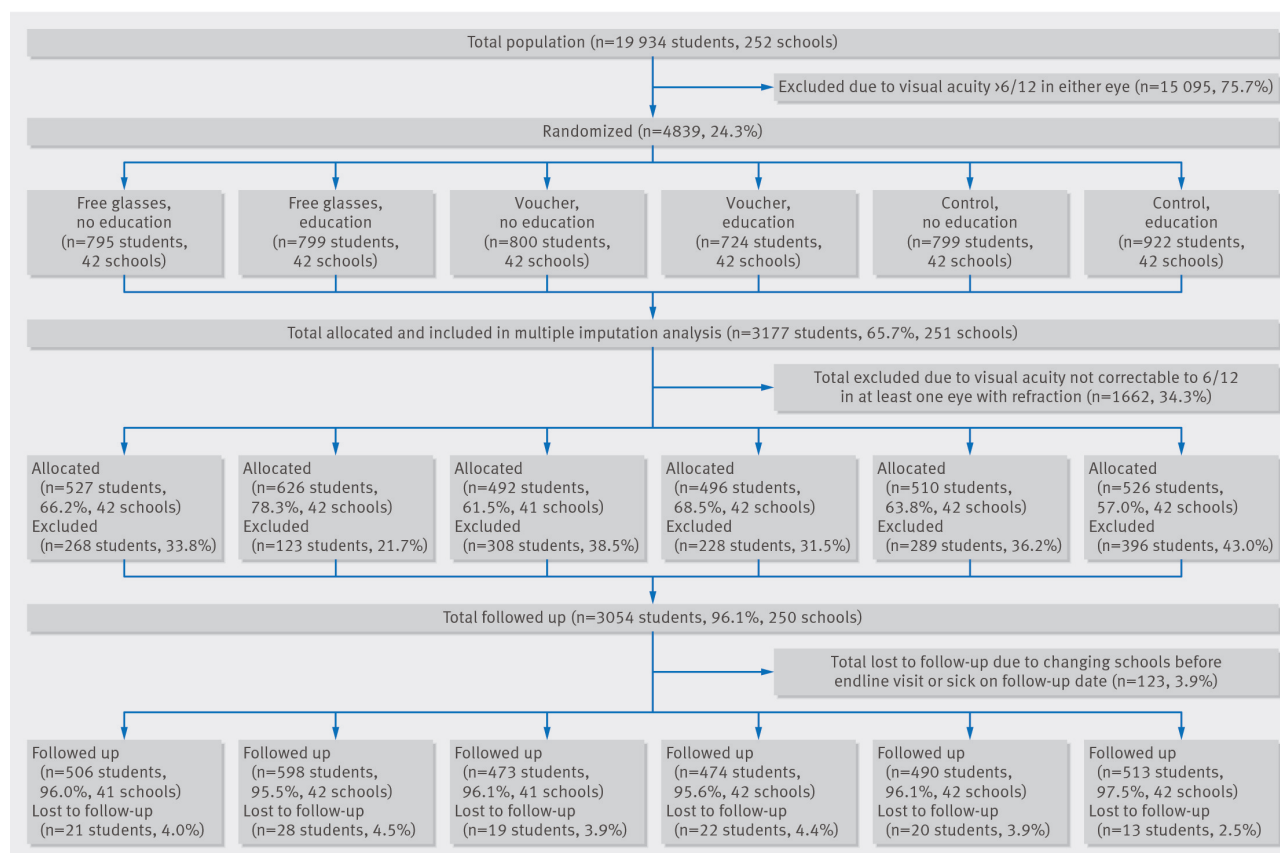 Total population (n=19 934 students, 252 schools)
Excluded due to visual acuity >6/12 in either eye (n=15 095, 75.7%)
Randomized (n=4839, 24.3%)
Free glasses,
no education
(n=795 students,
42 schools)
Free glasses,
education
(n=799 students,
42 schools)
Voucher,
no education
(n=800 students,
42 schools)
Voucher,
education
(n=724 students,
42 schools)
Control,
no education
(n=799 students,
42 schools)
Control,
education
(n=922 students,
42 schools)
Total allocated and included in multiple imputation analysis (n=3177 students, 65.7%, 251 schools)
Total excluded due to visual acuity not correctable to 6/12
in at least one eye with refraction (n=1662, 34.3%)
Allocated
(n=527 students,
66.2%, 42 schools)
Excluded
(n=268 students, 33.8%)
Allocated
(n=626 students,
78.3%, 42 schools)
Excluded
(n=123 students, 21.7%)
Allocated
(n=492 students,
61.5%, 41 schools)
Excluded
(n=308 students, 38.5%)
Allocated
(n=496 students,
68.5%, 42 schools)
Excluded
(n=228 students, 31.5%)
Allocated
(n=510 students,
63.8%, 42 schools)
Excluded
(n=289 students, 36.2%)
Allocated
(n=526 students,
57.0%, 42 schools)
Excluded
(n=396 students, 43.0%)
Total followed up (n=3054 students, 96.1%, 250 schools)
Total lost to follow-up due to changing schools before
endline visit or sick on follow-up date (n=123, 3.9%)
Followed up
(n=506 students,
96.0%, 41 schools)
Lost to follow-up
(n=21 students, 4.0%)
Followed up
(n=598 students,
95.5%, 42 schools)
Lost to follow-up
(n=28 students, 4.5%)
Followed up
(n=473 students,
96.1%, 41 schools)
Lost to follow-up
(n=19 students, 3.9%)
Followed up
(n=474 students,
95.6%, 42 schools)
Lost to follow-up
(n=22 students, 4.4%)
Followed up
(n=490 students,
96.1%, 42 schools)
Lost to follow-up
(n=20 students, 3.9%)
Followed up
(n=513 students,
97.5%, 42 schools)
Lost to follow-up
(n=13 students, 2.5%)